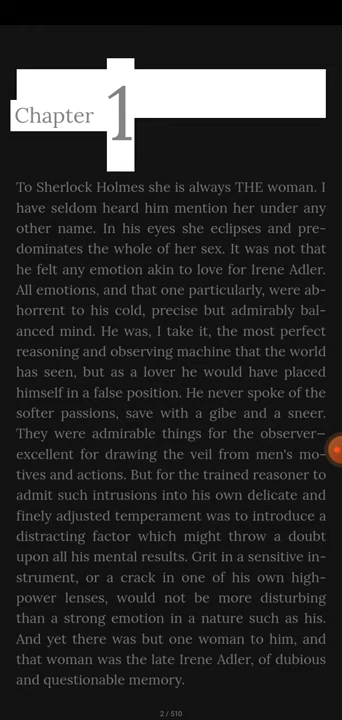 Chapter 1
To Sherlock Holmes she is always THE woman. I
have seldom heard him mention her under any
other name. In his eyes she eclipses and pre-
dominates the whole of her sex. It was not that
he felt any emotion akin to love for Irene Adler.
All emotions, and that one particularly, were ab-
horrent to his cold, precise but admirably bal-
anced mind. He was, I take it, the most perfect
reasoning and observing machine that the world
has seen, but as a lover he would have placed
himself in a false position. He never spoke of the
softer passions, save with a gibe and a sneer.
They were admirable things for the observer—
excellent for drawing the veil from men's mo-
tives and actions. But for the trained reasoner to
admit such intrusions into his own delicate and
finely adjusted temperament was to introduce a
distracting factor which might throw a doubt
upon all his mental results. Grit in a sensitive in-
strument, or a crack in one of his own high-
power lenses, would not be more disturbing
than a strong emotion in a nature such as his.
And yet there was but one woman to him, and
that woman was the late Irene Adler, of dubious
and questionable memory.
2 / 510